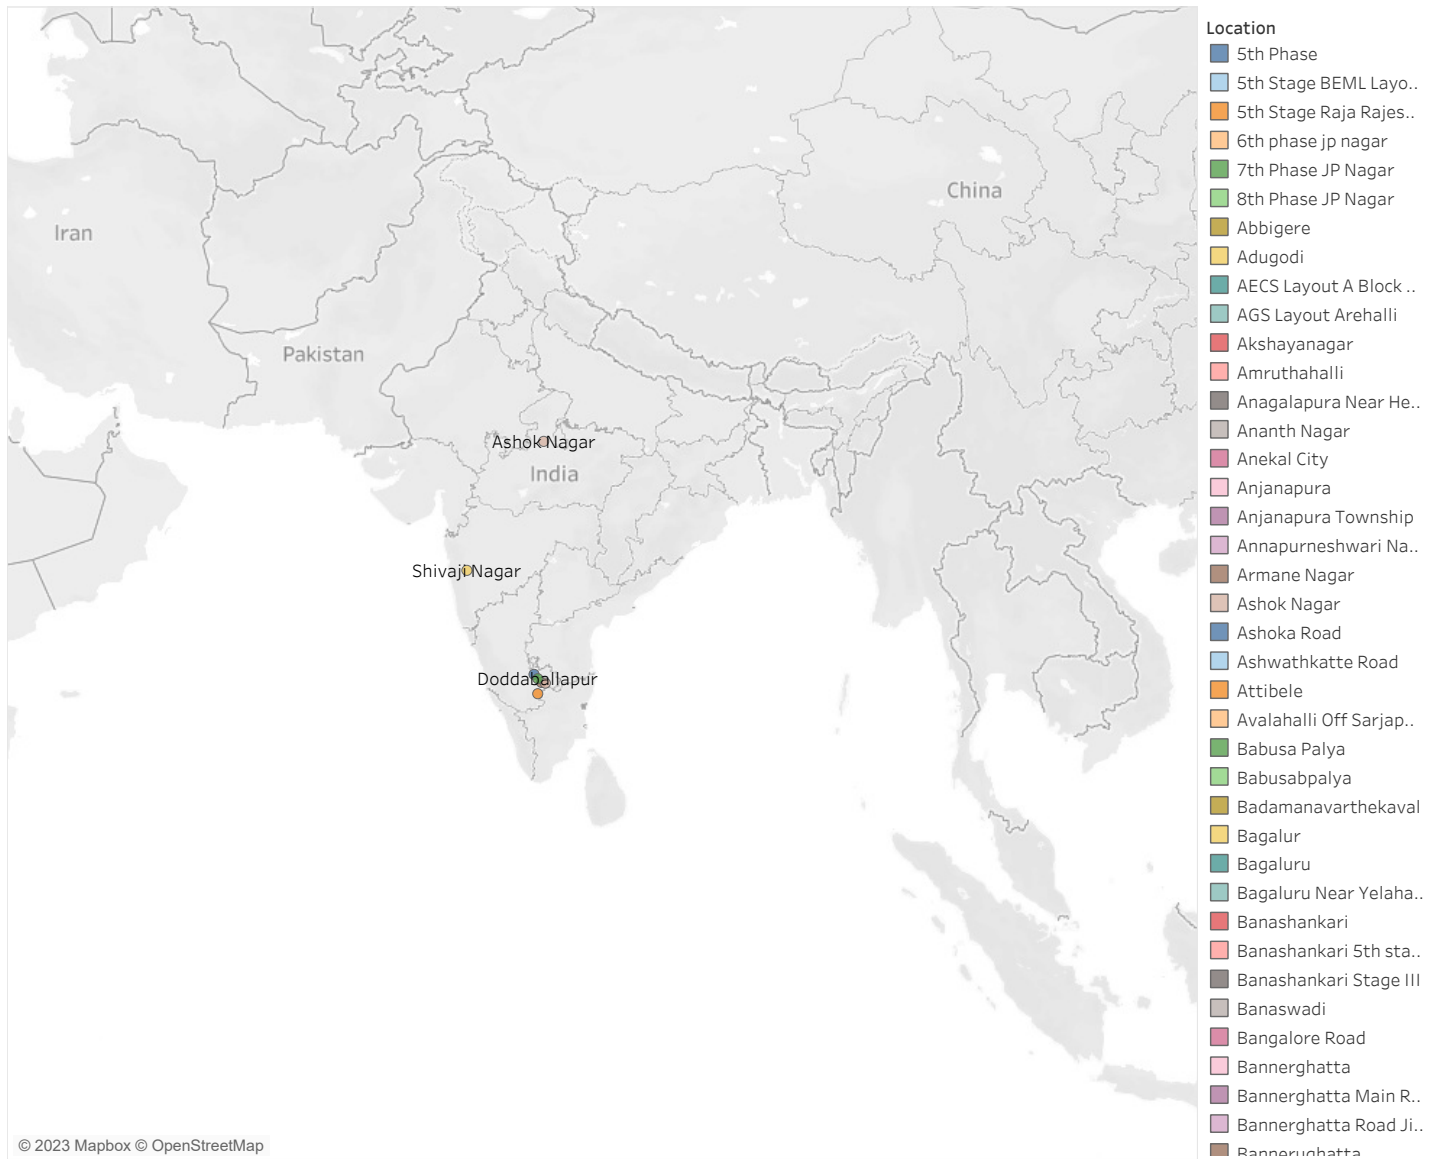 Iran
Pakistan
China
Ashok Nagar
India
Shivaji Nagar
Doddaballapur
© 2023 Mapbox © OpenStreetMap
Location
5th Phase
5th Stage BEML Layo..
5th Stage Raja Rajes..
6th phase jp nagar
7th Phase JP Nagar
8th Phase JP Nagar
Abbigere
Adugodi
AECS Layout A Block ..
AGS Layout Arehalli
Akshayanagar
Amruthahalli
Anagalapura Near He..
Ananth Nagar
Anekal City
Anjanapura
Anjanapura Township
Annapurneshwari Na..
Armane Nagar
Ashok Nagar
Ashoka Road
Ashwathkatte Road
Attibele
Avalahalli Off Sarjap..
Babusa Palya
Babusabpalya
Badamanavarthekaval
Bagalur
Bagaluru
Bagaluru Near Yelaha..
Banashankari
Banashankari 5th sta..
Banashankari Stage III
Banaswadi
Bangalore Road
Bannerghatta
Bannerghatta Main R..
Bannerghatta Road Ji..
Bannerughatta